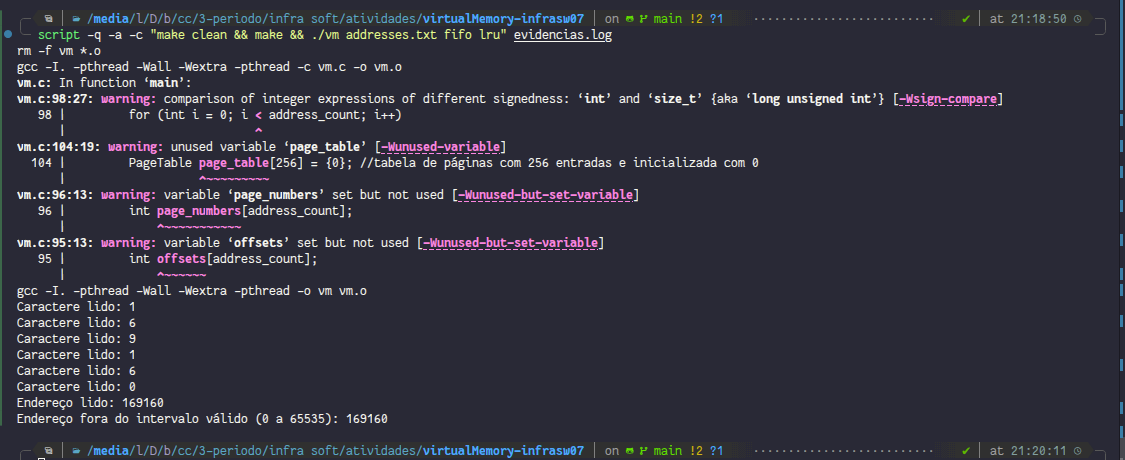 /media/l/D/b/cc/3-periodo/infra soft/atividades/virtualMemory-infrasw07 on main !2 ?1 ✔ at 21:18:50
script -q -a -c "make clean && make && ./vm addresses.txt fifo lru" evidencias.log
rm -f vm *.o
gcc -I. -pthread -Wall -Wextra -pthread -c vm.c -o vm.o
vm.c: In function ‘main’:
vm.c:98:27: warning: comparison of integer expressions of different signedness: ‘int’ and ‘size_t’ {aka ‘long unsigned int’} [-Wsign-compare]
98 | for (int i = 0; i < address_count; i++)
| ^
vm.c:104:19: warning: unused variable ‘page_table’ [-Wunused-variable]
104 | PageTable page_table[256] = {0}; //tabela de páginas com 256 entradas e inicializada com 0
| ^~~~~~~~~~
vm.c:96:13: warning: variable ‘page_numbers’ set but not used [-Wunused-but-set-variable]
96 | int page_numbers[address_count];
| ^~~~~~~~~~~~
vm.c:95:13: warning: variable ‘offsets’ set but not used [-Wunused-but-set-variable]
95 | int offsets[address_count];
| ^~~~~~~
gcc -I. -pthread -Wall -Wextra -pthread -o vm vm.o
Caractere lido: 1
Caractere lido: 6
Caractere lido: 9
Caractere lido: 1
Caractere lido: 6
Caractere lido: 0
Endereço lido: 169160
Endereço fora do intervalo válido (0 a 65535): 169160
/media/l/D/b/cc/3-periodo/infra soft/atividades/virtualMemory-infrasw07 on main !2 ?1 ✔ at 21:20:11